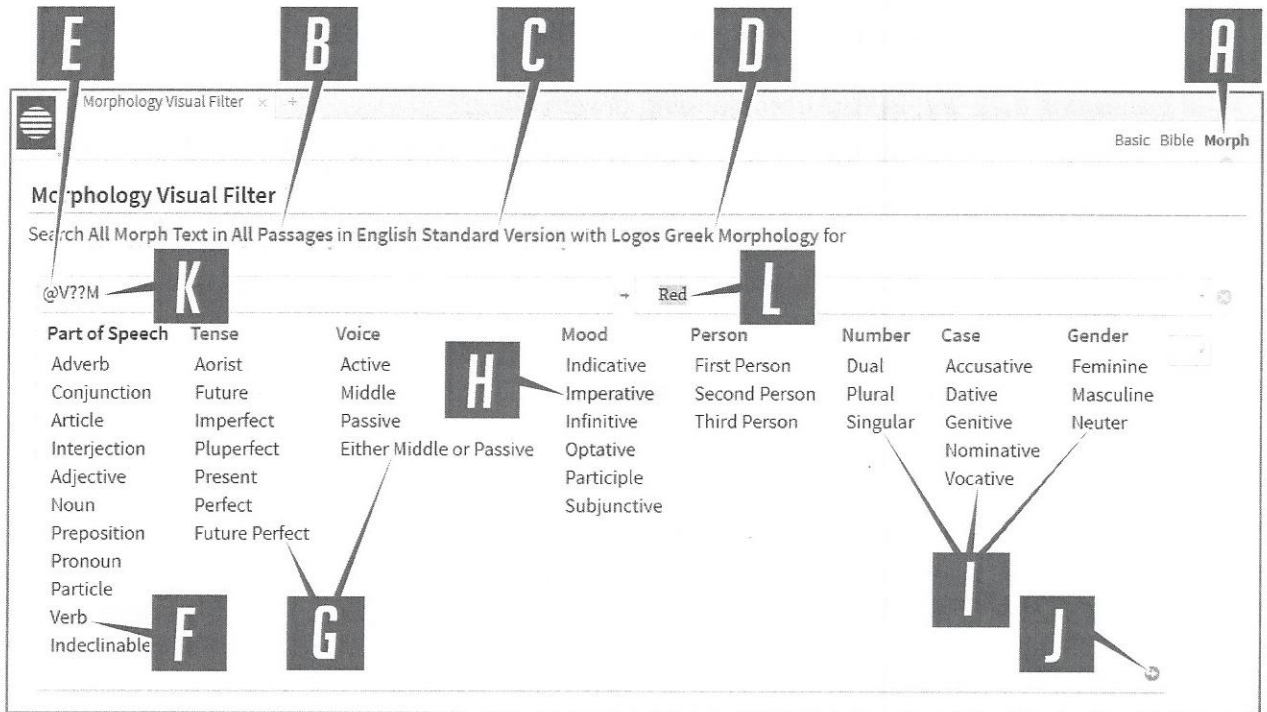 E B C D A
Morphology Visual Filter × +
Basic Bible Morph
Morphology Visual Filter
Search All Morph Text in All Passages in English Standard Version with Logos Greek Morphology for
@V??M K → Red L
Part of Speech Tense Voice Mood Person Number Case Gender
Adverb Aorist Active Indicative First Person Dual Accusative Feminine
Conjunction Future Middle H Imperative Second Person Plural Dative Masculine
Article Imperfect Passive Infinitive Third Person Singular Genitive Neuter
Interjection Pluperfect Either Middle or Passive Optative Nominative
Adjective Present Participle Vocative
Noun Perfect Subjunctive
Preposition Future Perfect
Pronoun
Particle I
Verb F G J
Indeclinable